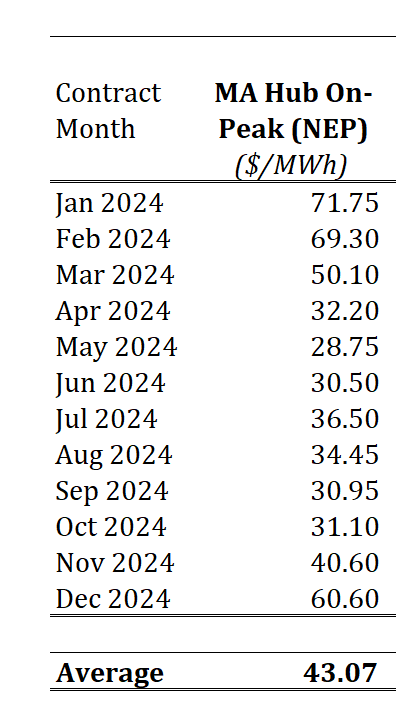 Contract MA Hub On-
Month Peak (NEP)
($/MWh)
Jan 2024 71.75
Feb 2024 69.30
Mar 2024 50.10
Apr 2024 32.20
May 2024 28.75
Jun 2024 30.50
Jul 2024 36.50
Aug 2024 34.45
Sep 2024 30.95
Oct 2024 31.10
Nov 2024 40.60
Dec 2024 60.60
Average 43.07